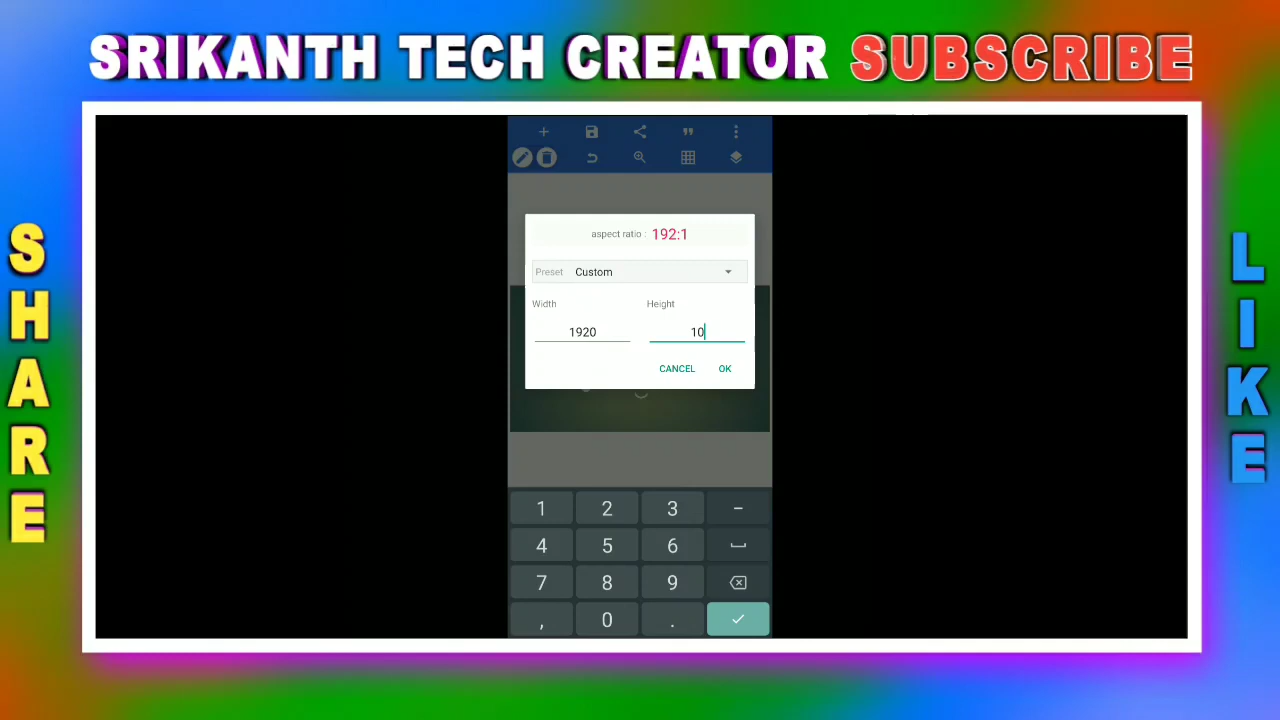 SRIKANTH TECH CREATOR SUBSCRIBE
SHARE
aspect ratio : 192:1
Preset Custom
Width Height
1920 10
CANCEL OK
1 2 3 -
4 5 6
7 8 9
, 0 .
LIKE